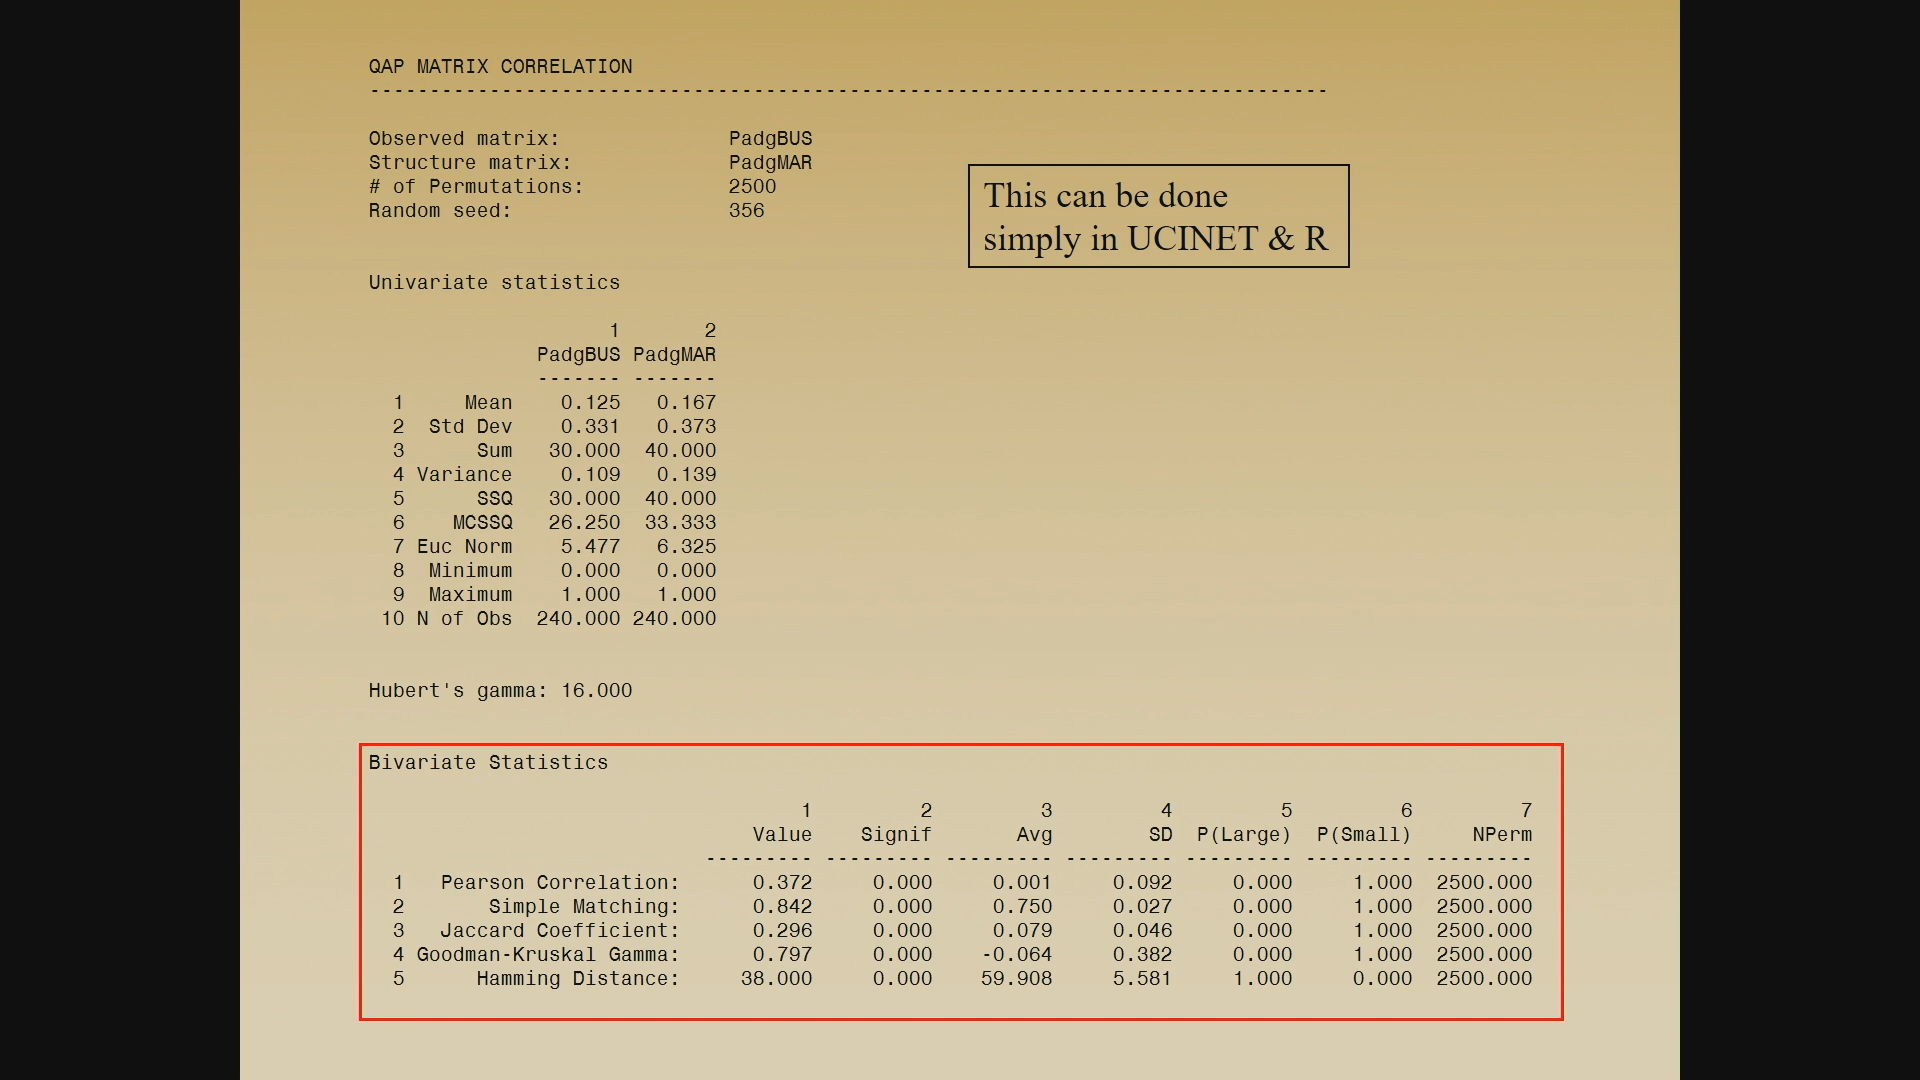 QAP MATRIX CORRELATION
--------------------------------------------------------------------------------
Observed matrix: PadgBUS
Structure matrix: PadgMAR
# of Permutations: 2500
Random seed: 356
This can be done
simply in UCINET & R
Univariate statistics
1 2
PadgBUS PadgMAR
------- -------
1 Mean 0.125 0.167
2 Std Dev 0.331 0.373
3 Sum 30.000 40.000
4 Variance 0.109 0.139
5 SSQ 30.000 40.000
6 MCSSQ 26.250 33.333
7 Euc Norm 5.477 6.325
8 Minimum 0.000 0.000
9 Maximum 1.000 1.000
10 N of Obs 240.000 240.000
Hubert's gamma: 16.000
Bivariate Statistics
1 2 3 4 5 6 7
Value Signif Avg SD P(Large) P(Small) NPerm
--------- --------- --------- --------- --------- --------- ---------
1 Pearson Correlation: 0.372 0.000 0.001 0.092 0.000 1.000 2500.000
2 Simple Matching: 0.842 0.000 0.750 0.027 0.000 1.000 2500.000
3 Jaccard Coefficient: 0.296 0.000 0.079 0.046 0.000 1.000 2500.000
4 Goodman-Kruskal Gamma: 0.797 0.000 -0.064 0.382 0.000 1.000 2500.000
5 Hamming Distance: 38.000 0.000 59.908 5.581 1.000 0.000 2500.000